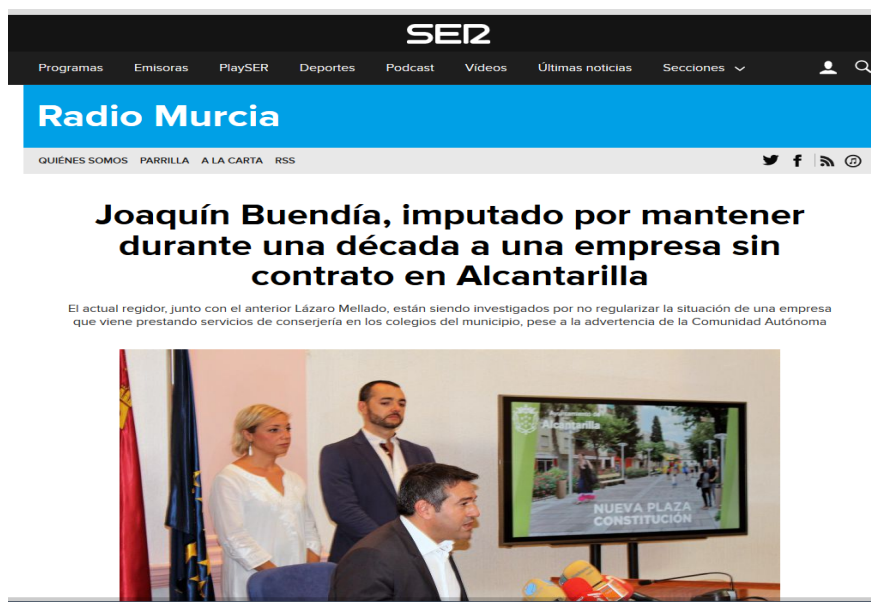 SER
Programas Emisoras PlaySER Deportes Podcast Vídeos Últimas noticias Secciones
Radio Murcia
QUIÉNES SOMOS PARRILLA A LA CARTA RSS
Joaquín Buendía, imputado por mantener
durante una década a una empresa sin
contrato en Alcantarilla
El actual regidor, junto con el anterior Lázaro Mellado, están siendo investigados por no regularizar la situación de una empresa
que viene prestando servicios de conserjería en los colegios del municipio, pese a la advertencia de la Comunidad Autónoma
Ayuntamiento de
Alcantarilla
NUEVA PLAZA
CONSTITUCIÓN